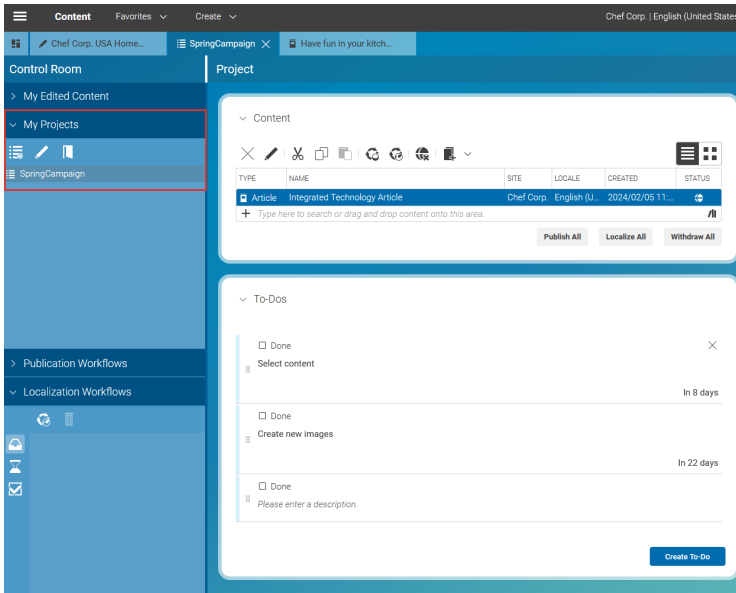 Content Favorites Create Chef Corp. | English (United States
Chef Corp. USA Home... SpringCampaign Have fun in your kitch...
Control Room
My Edited Content
My Projects
SpringCampaign
Publication Workflows
Localization Workflows
Project
Content
TYPE NAME SITE LOCALE CREATED STATUS
Article Integrated Technology Article Chef Corp. English (U... 2024/02/05 11:...
Type here to search or drag and drop content onto this area.
Publish All Localize All Withdraw All
To-Dos
Done
Select content
In 8 days
Done
Create new images
In 22 days
Done
Please enter a description.
Create To-Do